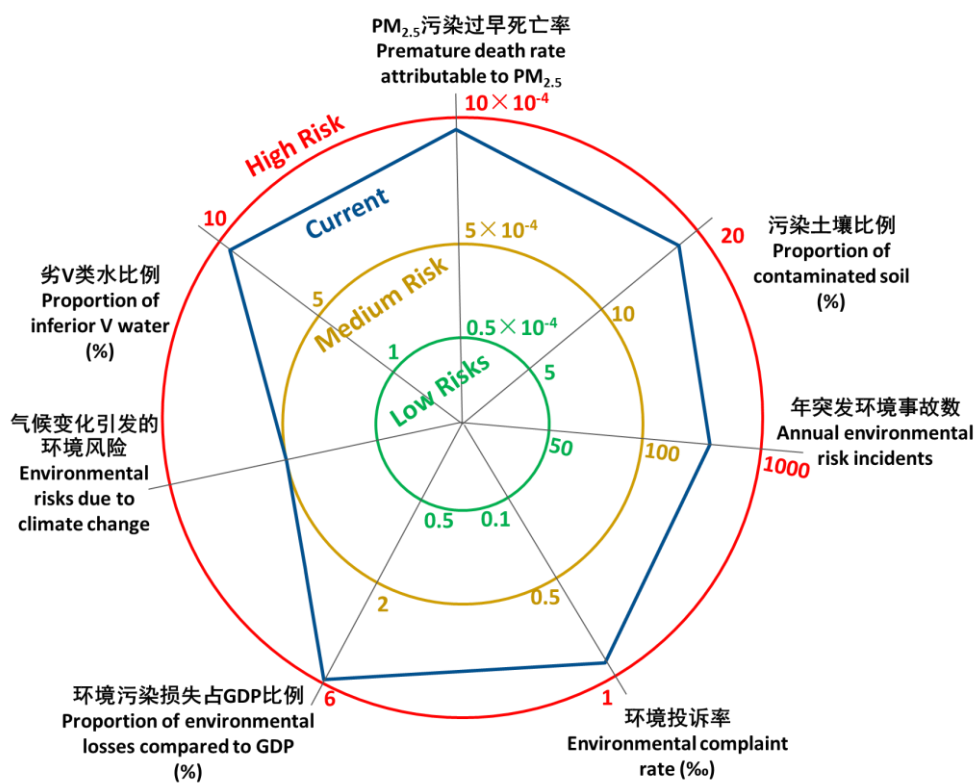 PM2.5污染过早死亡率
Premature death rate
attributable to PM2.5
10×10-4
High Risk
Current
10
20
污染土壤比例
Proportion of
contaminated soil
(%)
劣V类水比例
Proportion of
inferior V water
(%)
5×10-4
Medium Risk
5
10
0.5×10-4
Low Risks
1
5
气候变化引发的
环境风险
Environmental
risks due to
climate change
年突发环境事故数
Annual environmental
risk incidents
50
100
1000
0.5
0.1
2
0.5
6
1
环境污染损失占GDP比例
Proportion of environmental
losses compared to GDP
(%)
环境投诉率
Environmental complaint
rate (‰)